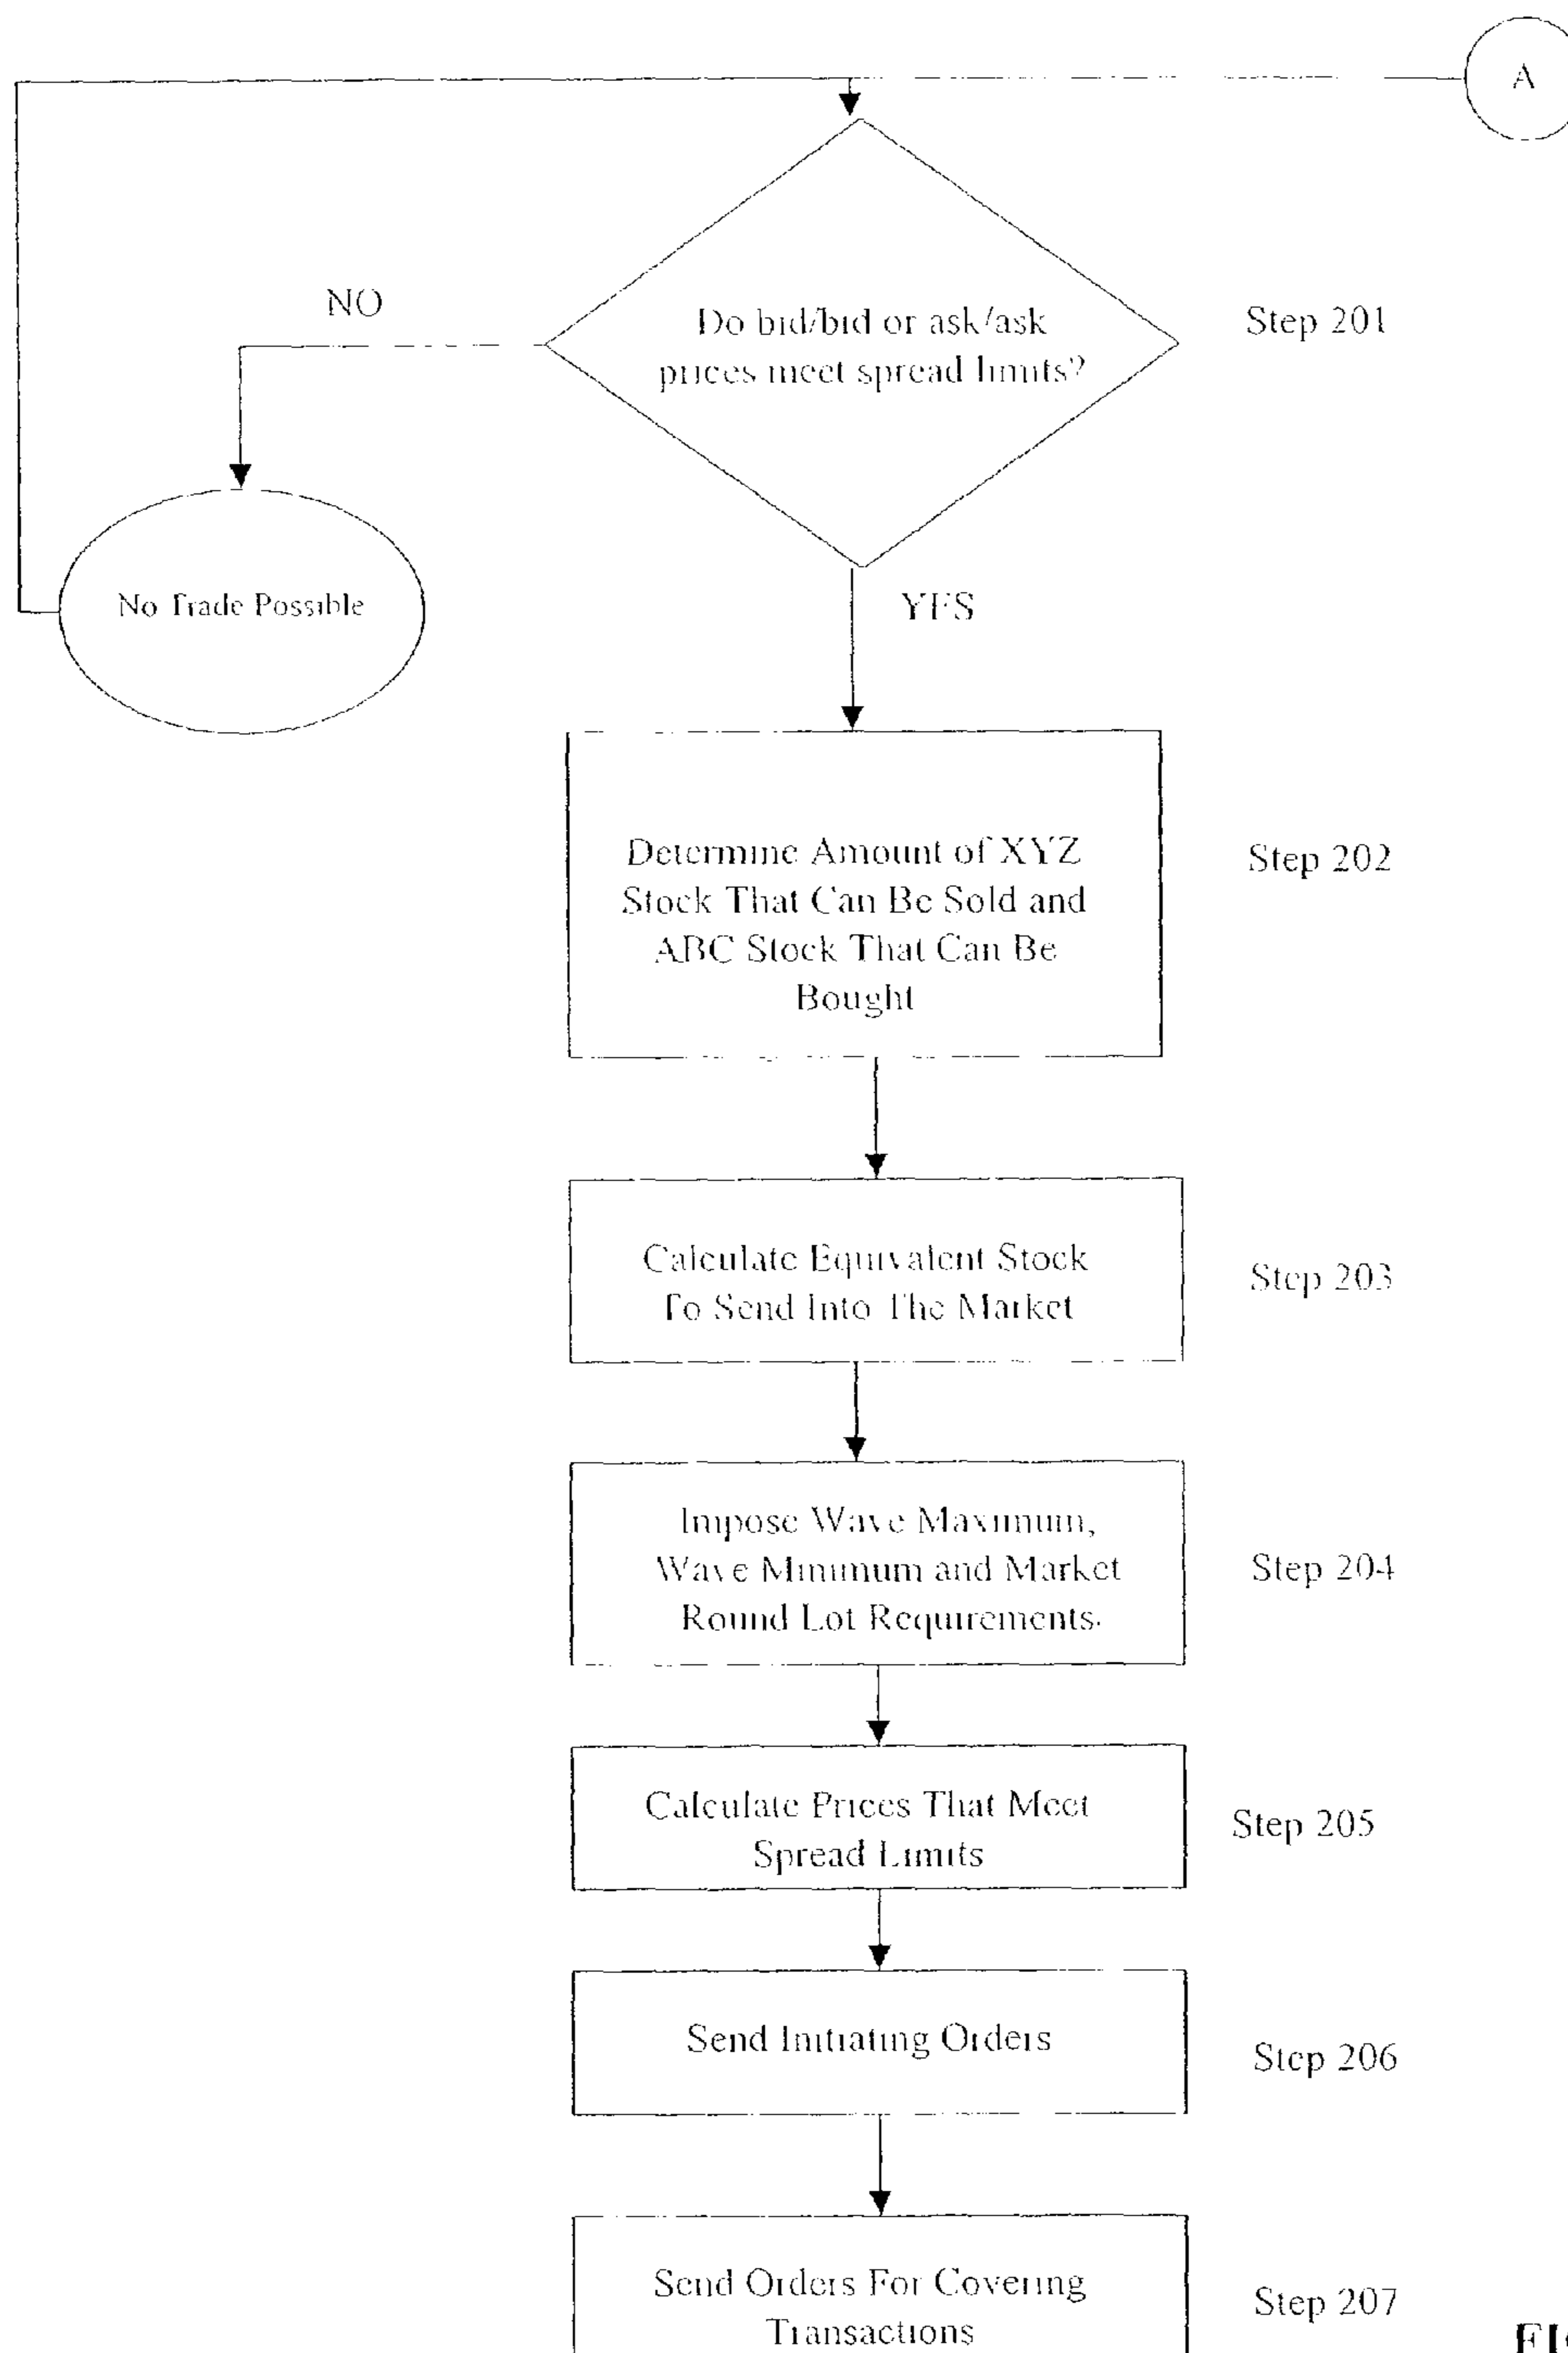 A
NO
Do bid/bid or ask/ask
prices meet spread limits?
Step 201
No Trade Possible
YES
Determine Amount of XYZ
Stock That Can Be Sold and
ABC Stock That Can Be
Bought
Step 202
Calculate Equivalent Stock
To Send Into The Market
Step 203
Impose Wave Maximum,
Wave Minimum and Market
Round Lot Requirements.
Step 204
Calculate Prices That Meet
Spread Limits
Step 205
Send Initiating Orders
Step 206
Send Orders For Covering
Transactions
Step 207